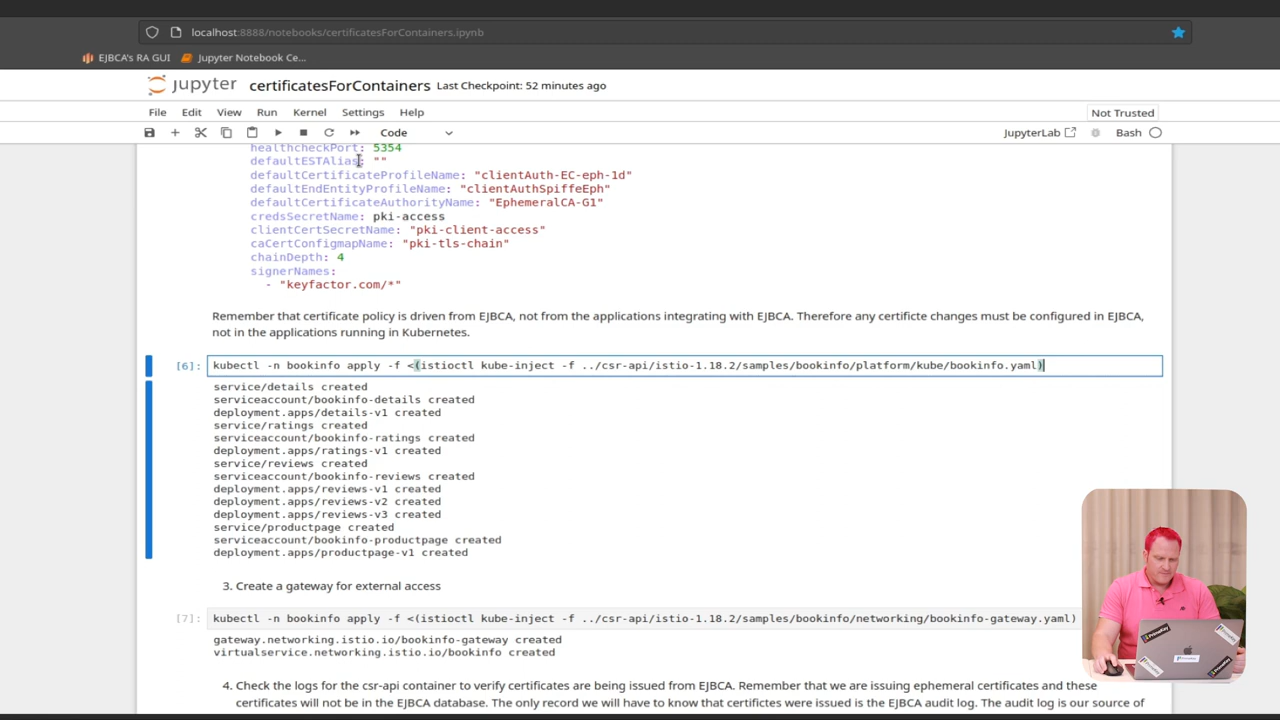 localhost:8888/notebooks/certificatesForContainers.ipynb
EJBCA's RA GUI
Jupyter Notebook Ce...
jupyter certificatesForContainers Last Checkpoint: 52 minutes ago
File Edit View Run Kernel Settings Help Not Trusted
Code JupyterLab Bash
healthcheckPort: 5354
defaultESTAlias: ""
defaultCertificateProfileName: "clientAuth-EC-eph-1d"
defaultEndEntityProfileName: "clientAuthSpiffeEph"
defaultCertificateAuthorityName: "EphemeralCA-G1"
credsSecretName: pki-access
clientCertSecretName: "pki-client-access"
caCertConfigmapName: "pki-tls-chain"
chainDepth: 4
signerNames:
- "keyfactor.com/*"
Remember that certificate policy is driven from EJBCA, not from the applications integrating with EJBCA. Therefore any certificte changes must be configured in EJBCA,
not in the applications running in Kubernetes.
[6]: kubectl -n bookinfo apply -f <(istioctl kube-inject -f ../csr-api/istio-1.18.2/samples/bookinfo/platform/kube/bookinfo.yaml)
service/details created
serviceaccount/bookinfo-details created
deployment.apps/details-v1 created
service/ratings created
serviceaccount/bookinfo-ratings created
deployment.apps/ratings-v1 created
service/reviews created
serviceaccount/bookinfo-reviews created
deployment.apps/reviews-v1 created
deployment.apps/reviews-v2 created
deployment.apps/reviews-v3 created
service/productpage created
serviceaccount/bookinfo-productpage created
deployment.apps/productpage-v1 created
3. Create a gateway for external access
[7]: kubectl -n bookinfo apply -f <(istioctl kube-inject -f ../csr-api/istio-1.18.2/samples/bookinfo/networking/bookinfo-gateway.yaml)
gateway.networking.istio.io/bookinfo-gateway created
virtualservice.networking.istio.io/bookinfo created
4. Check the logs for the csr-api container to verify certificates are being issued from EJBCA. Remember that we are issuing ephemeral certificates and these
certificates will not be in the EJBCA database. The only record we will have to know that certifictes were issued is the EJBCA audit log. The audit log is our source of